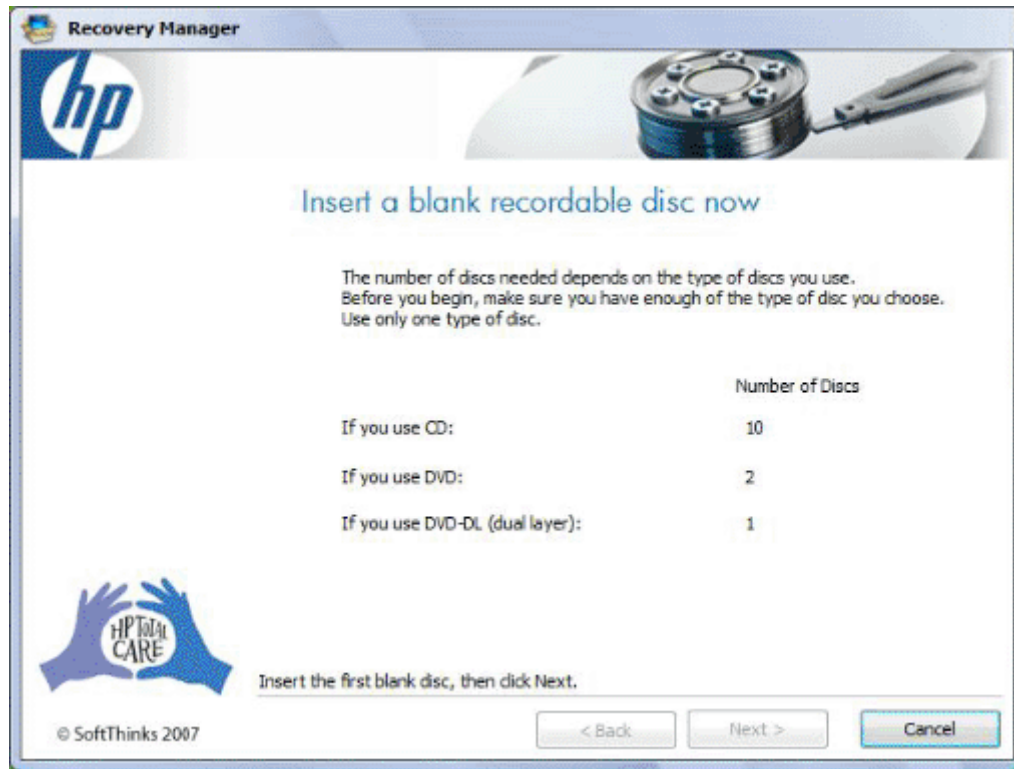 Recovery Manager
hp
Insert a blank recordable disc now
The number of discs needed depends on the type of discs you use.
Before you begin, make sure you have enough of the type of disc you choose.
Use only one type of disc.
Number of Discs
If you use CD: 10
If you use DVD: 2
If you use DVD-DL (dual layer): 1
HP TOTAL
CARE
Insert the first blank disc, then click Next.
© SoftThinks 2007
< Back Next > Cancel